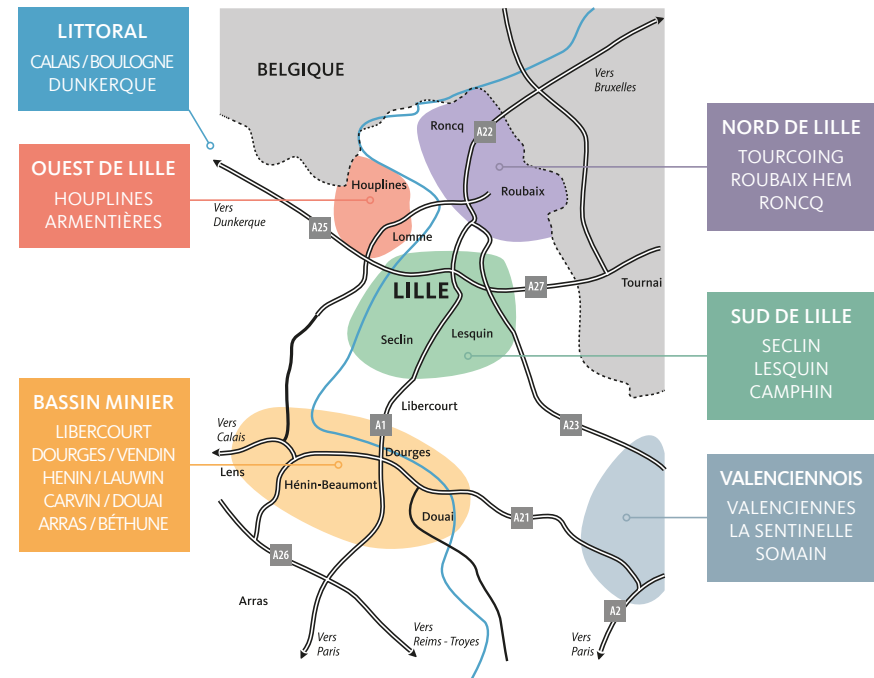 LITTORAL
CALAIS / BOULOGNE
DUNKERQUE
BELGIQUE
Vers
Bruxelles
OUEST DE LILLE
HOUPLINES
ARMENTIÈRES
NORD DE LILLE
TOURCOING
ROUBAIX HEM
RONCQ
Roncq
A22
Houplines
Roubaix
Vers
Dunkerque
A25
Lomme
LILLE
A27
Tournai
Seclin
Lesquin
SUD DE LILLE
SECLIN
LESQUIN
CAMPHIN
BASSIN MINIER
LIBERCOURT
DOURGES / VENDIN
HENIN / LAUWIN
CARVIN / DOUAI
ARRAS / BÉTHUNE
Libercourt
Vers
Calais
A1
A23
Dourges
Lens
Hénin-Beaumont
Douai
A21
VALENCIENNOIS
VALENCIENNES
LA SENTINELLE
SOMAIN
A26
Arras
A2
Vers
Paris
Vers
Reims - Troyes
Vers
Paris